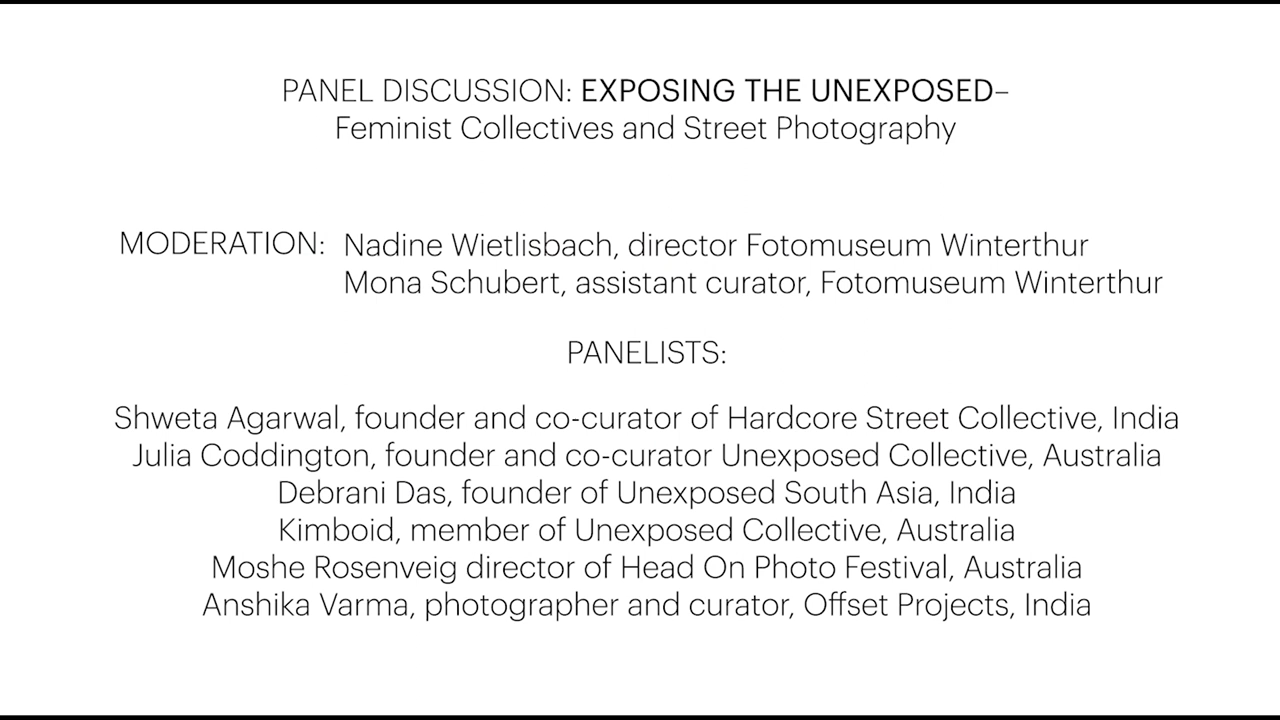 PANEL DISCUSSION: EXPOSING THE UNEXPOSED–
Feminist Collectives and Street Photography
MODERATION: Nadine Wietlisbach, director Fotomuseum Winterthur
Mona Schubert, assistant curator, Fotomuseum Winterthur
PANELISTS:
Shweta Agarwal, founder and co-curator of Hardcore Street Collective, India
Julia Coddington, founder and co-curator Unexposed Collective, Australia
Debrani Das, founder of Unexposed South Asia, India
Kimboid, member of Unexposed Collective, Australia
Moshe Rosenveig director of Head On Photo Festival, Australia
Anshika Varma, photographer and curator, Offset Projects, India